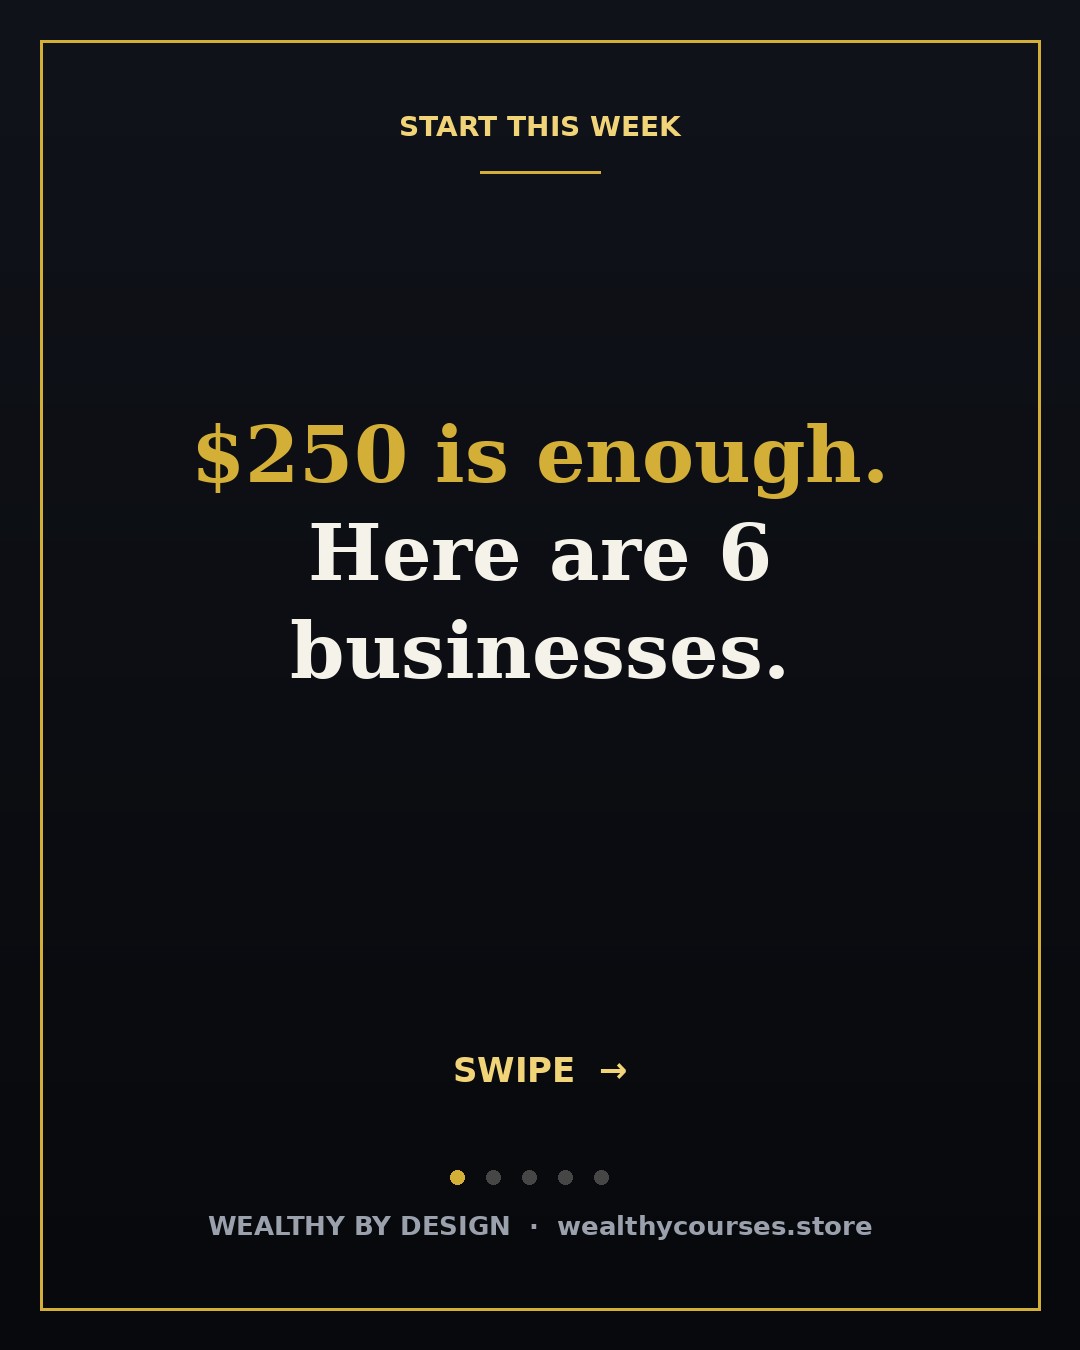 START THIS WEEK
$250 is enough.
Here are 6
businesses.
SWIPE →
WEALTHY BY DESIGN · wealthycourses.store